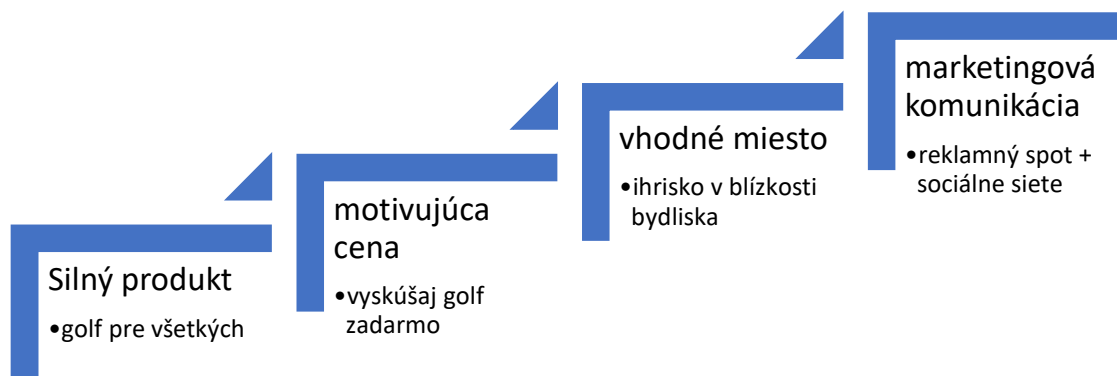 Silný produkt
•golf pre všetkých
motivujúca
cena
•vyskúšaj golf
zadarmo
vhodné miesto
•ihrisko v blízkosti
bydliska
marketingová
komunikácia
•reklamný spot +
sociálne siete